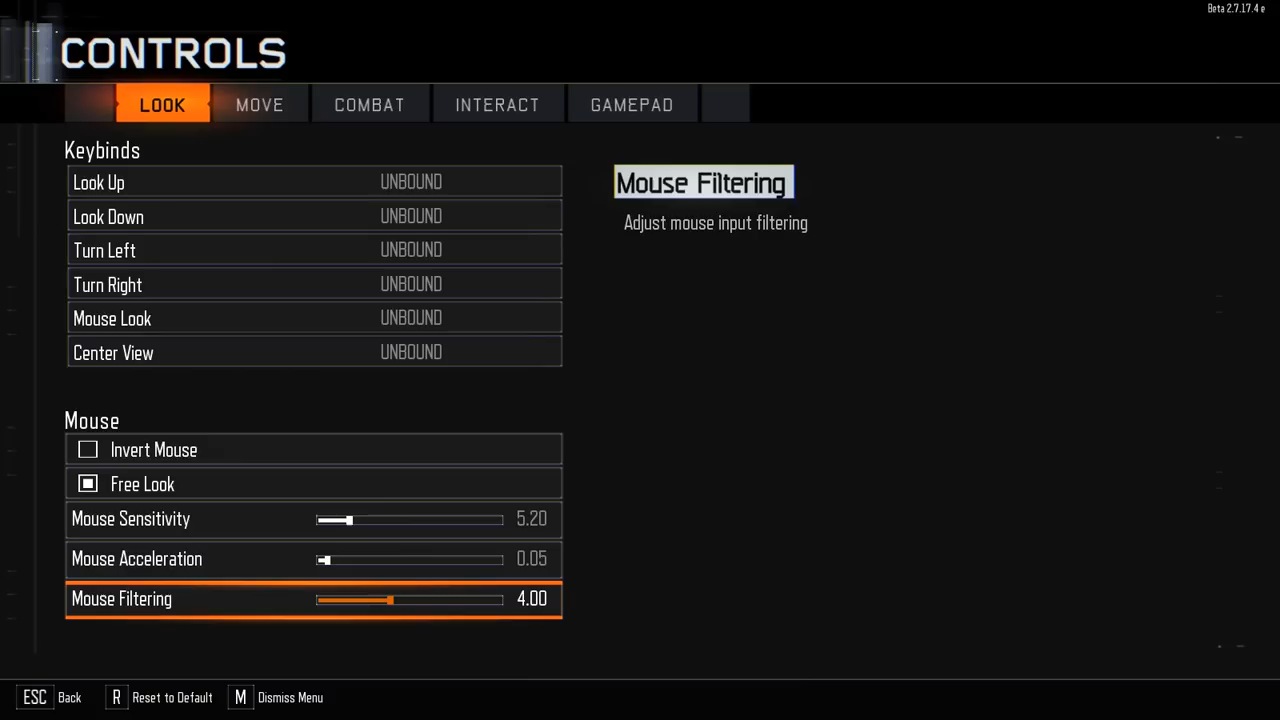 Beta 2.7.17.4 e
CONTROLS
LOOK MOVE COMBAT INTERACT GAMEPAD
Keybinds
Look Up UNBOUND
Look Down UNBOUND
Turn Left UNBOUND
Turn Right UNBOUND
Mouse Look UNBOUND
Center View UNBOUND
Mouse
Invert Mouse
Free Look
Mouse Sensitivity 5.20
Mouse Acceleration 0.05
Mouse Filtering 4.00
Mouse Filtering
Adjust mouse input filtering
ESC Back R Reset to Default M Dismiss Menu